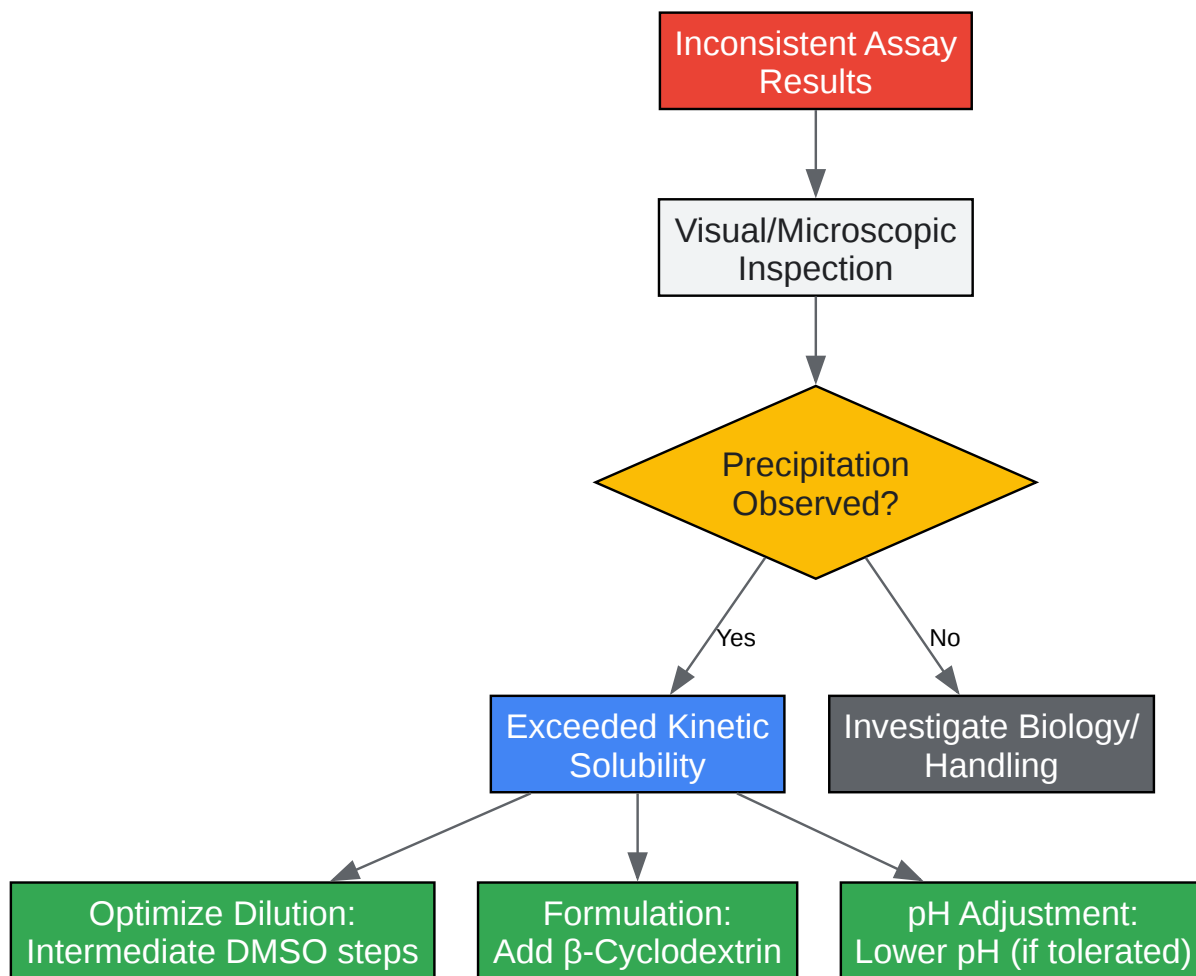 Inconsistent Assay
Results
Visual/Microscopic
Inspection
Precipitation
Observed?
Yes
No
Exceeded Kinetic
Solubility
Investigate Biology/
Handling
Optimize Dilution:
Intermediate DMSO steps
Formulation:
Add β-Cyclodextrin
pH Adjustment:
Lower pH (if tolerated)